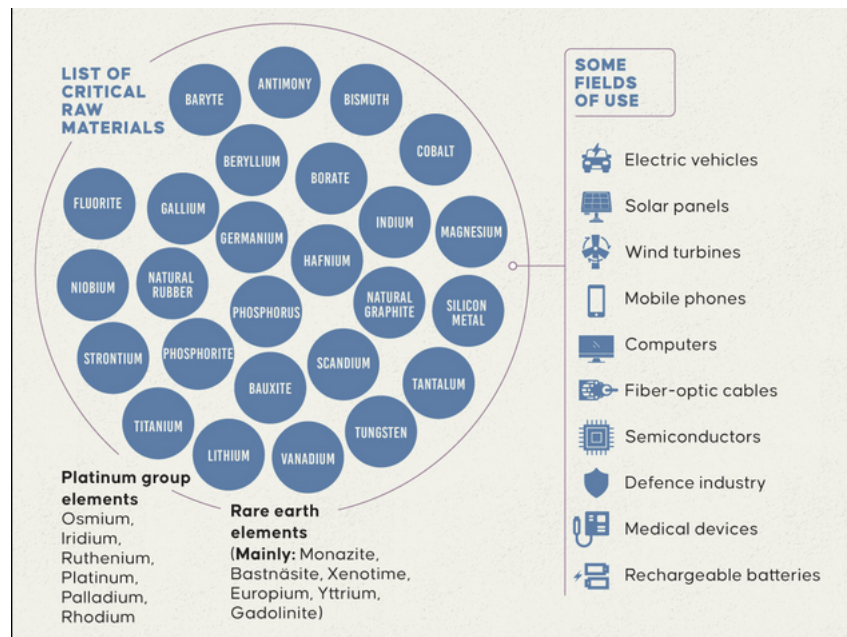 LIST OF
CRITICAL
RAW
MATERIALS
BARYTE
ANTIMONY
BISMUTH
COBALT
BERYLLIUM
BORATE
FLUORITE
GALLIUM
GERMANIUM
INDIUM
MAGNESIUM
HAFNIUM
NIOBIUM
NATURAL
RUBBER
PHOSPHORUS
NATURAL
GRAPHITE
SILICON
METAL
STRONTIUM
PHOSPHORITE
BAUXITE
SCANDIUM
TANTALUM
TITANIUM
LITHIUM
VANADIUM
TUNGSTEN
Platinum group
elements
Osmium,
Iridium,
Ruthenium,
Platinum,
Palladium,
Rhodium
Rare earth
elements
(Mainly: Monazite,
Bastnäsite, Xenotime,
Europium, Yttrium,
Gadolinite)
SOME
FIELDS
OF USE
Electric vehicles
Solar panels
Wind turbines
Mobile phones
Computers
Fiber-optic cables
Semiconductors
Defence industry
Medical devices
Rechargeable batteries